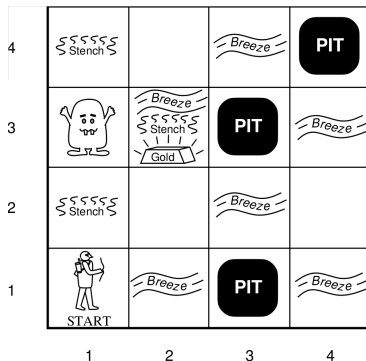 4
Stench
Breeze
PIT
3
Breeze
Stench
Gold
PIT
Breeze
2
Stench
Breeze
1
START
Breeze
PIT
Breeze
1 2 3 4